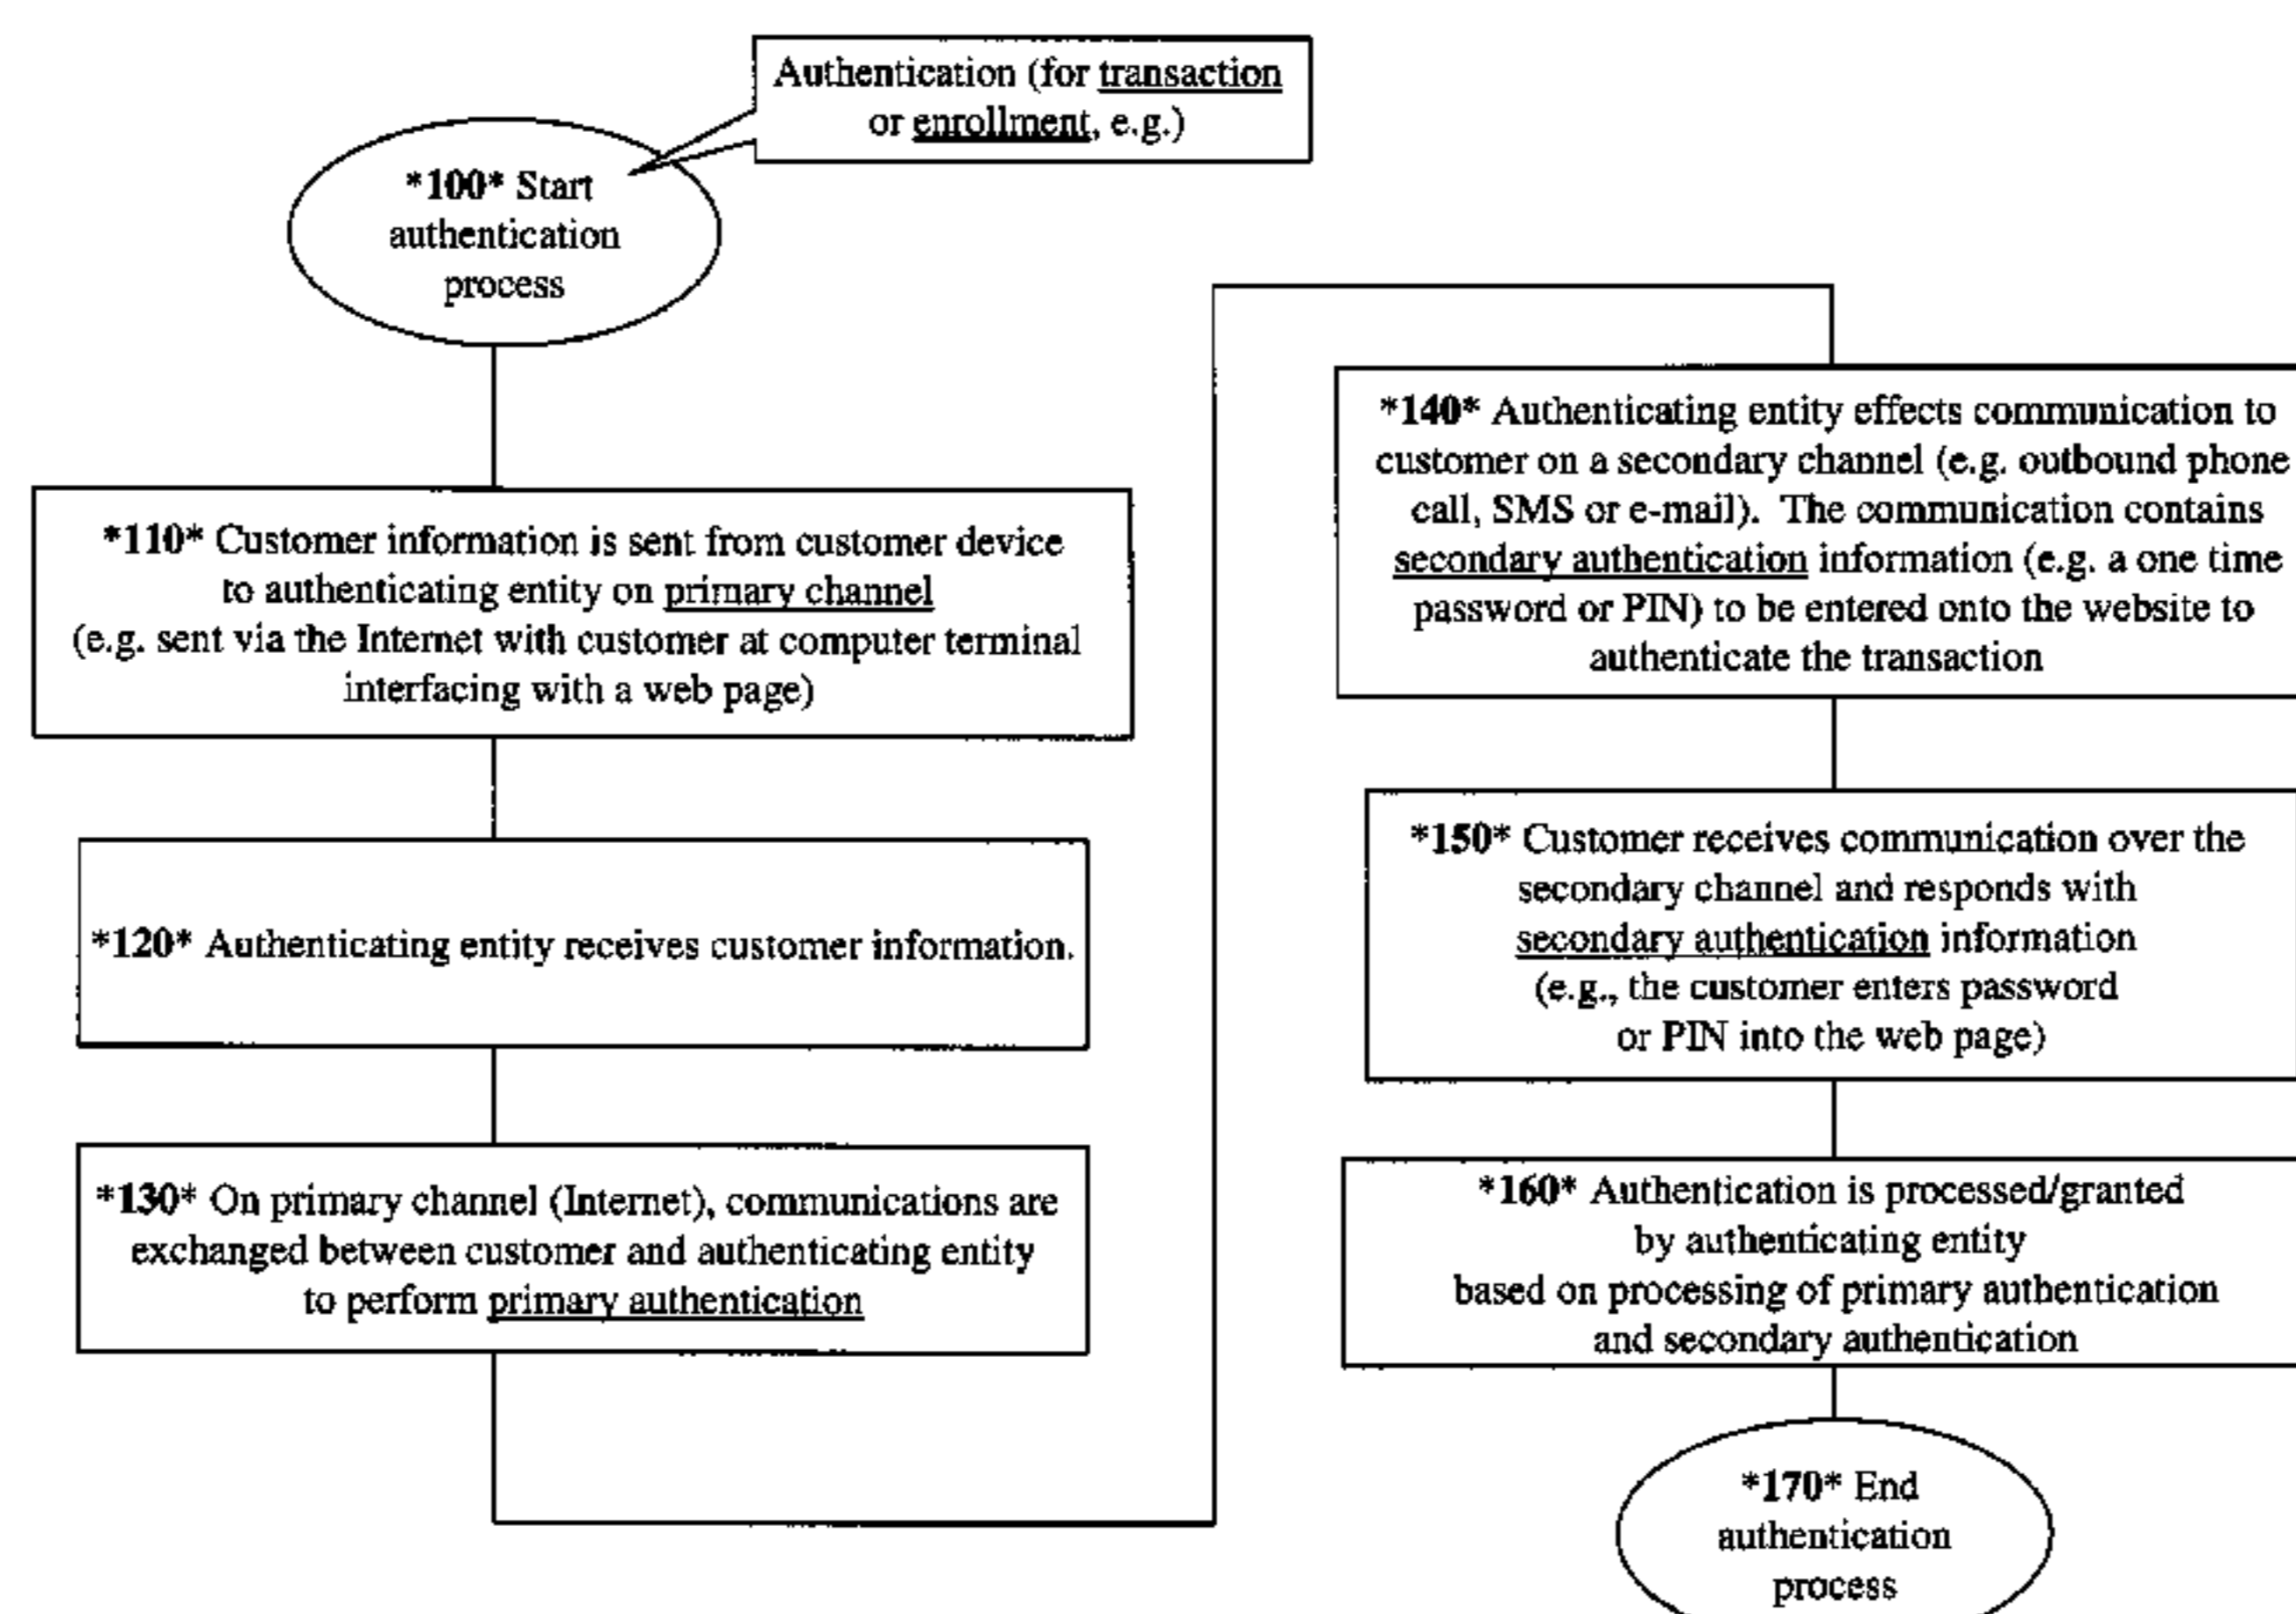 Authentication (for transaction
or enrollment, e.g.)
*100* Start
authentication
process
*110* Customer information is sent from customer device
to authenticating entity on primary channel
(e.g. sent via the Internet with customer at computer terminal
interfacing with a web page)
*120* Authenticating entity receives customer information.
*130* On primary channel (Internet), communications are
exchanged between customer and authenticating entity
to perform primary authentication
*140* Authenticating entity effects communication to
customer on a secondary channel (e.g. outbound phone
call, SMS or e-mail). The communication contains
secondary authentication information (e.g. a one time
password or PIN) to be entered onto the website to
authenticate the transaction
*150* Customer receives communication over the
secondary channel and responds with
secondary authentication information
(e.g., the customer enters password
or PIN into the web page)
*160* Authentication is processed/granted
by authenticating entity
based on processing of primary authentication
and secondary authentication
*170* End
authentication
process